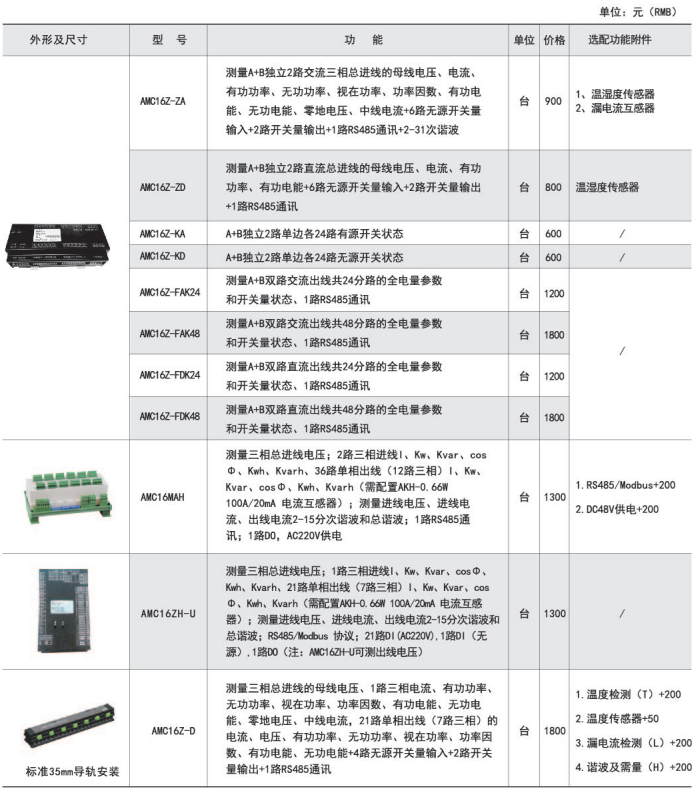 单位：元（RMB）
外形及尺寸 型 号 功 能 单位 价格 选配功能附件
AMC16Z-ZA
测量A+B独立2路交流三相总进线的母线电压、电流、
有功功率、无功功率、视在功率、功率因数、有功电
能、无功电能、零地电压、中线电流+6路无源开关量
输入+2路开关量输出+1路RS485通讯+2-31次谐波
台 900
1、温湿度传感器
2、漏电流互感器
AMC16Z-ZD
测量A+B独立2路直流总进线的母线电压、电流、有功
功率、有功电能+6路无源开关量输入+2路开关量输出
+1路RS485通讯
台 800 温湿度传感器
AMC16Z-KA A+B独立2路单边各24路有源开关状态 台 600 /
AMC16Z-KD A+B独立2路单边各24路无源开关状态 台 600 /
AMC16Z-FAK24
测量A+B双路交流出线共24分路的全电量参数
和开关量状态、1路RS485通讯
台 1200
AMC16Z-FAK48
测量A+B双路交流出线共48分路的全电量参数
和开关量状态、1路RS485通讯
台 1800
/
AMC16Z-FDK24
测量A+B双路直流出线共24分路的全电量参数
和开关量状态、1路RS485通讯
台 1200
AMC16Z-FDK48
测量A+B双路直流出线共48分路的全电量参数
和开关量状态、1路RS485通讯
台 1800
AMC16MAH
测量三相总进线电压；2路三相进线I、Kw、Kvar、cos
Φ、Kwh、Kvarh、36路单相出线（12路三相）I、Kw、
Kvar、cosΦ、Kwh、Kvarh（需配置AKH-0.66W
100A/20mA 电流互感器）；测量进线电压、进线电
流、出线电流2-15分次谐波和总谐波；1路RS485通
讯；1路DO, AC220V供电
台 1300
1. RS485/Modbus+200
2. DC48V供电+200
AMC16ZH-U
测量三相总进线电压；1路三相进线I、Kw、Kvar、cosΦ、
Kwh、Kvarh、21路单相出线（7路三相）I、Kw、Kvar、cos
Φ、Kwh、Kvarh（需配置AKH-0.66W 100A/20mA 电流互感
器）；测量进线电压、进线电流、出线电流2-15分次谐波和
总谐波；RS485/Modbus 协议；21路DI(AC220V),1路DI（无
源）,1路DO（注：AMC16ZH-U可测出线电压）
台 1300 /
标准35mm导轨安装
AMC16Z-D
测量三相总进线的母线电压、1路三相电流、有功功率、
无功功率、视在功率、功率因数、有功电能、无功电
能、零地电压、中线电流，21路单相出线（7路三相）的
电流、电压、有功功率、无功功率、视在功率、功率因
数、有功电能、无功电能+4路无源开关量输入+2路开关
量输出+1路RS485通讯
台 1800
1. 温度检测（T）+200
2. 温度传感器+50
3. 漏电流检测（L）+200
4. 谐波及需量（H）+200